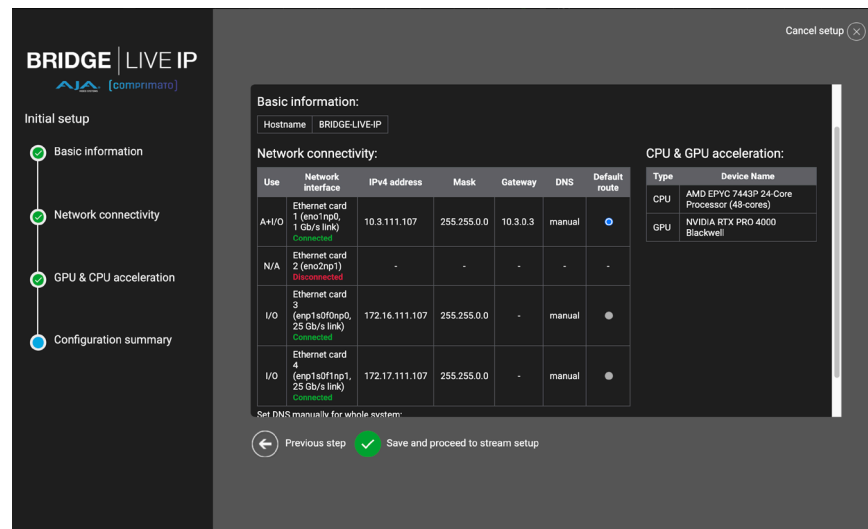 Cancel setup
BRIDGE LIVE IP
AJA [comprimato]
Initial setup
Basic information
Network connectivity
GPU & CPU acceleration
Configuration summary
Basic information:
Hostname BRIDGE-LIVE-IP
Network connectivity:
Use Network interface IPv4 address Mask Gateway DNS Default route
A+I/O Ethernet card 1 (eno1np0, 1 Gb/s link) Connected 10.3.111.107 255.255.0.0 10.3.0.3 manual
N/A Ethernet card 2 (eno2np1) Disconnected - - - - -
I/O Ethernet card 3 (enp1s0f0np0, 25 Gb/s link) Connected 172.16.111.107 255.255.0.0 - manual
I/O Ethernet card 4 (enp1s0f1np1, 25 Gb/s link) Connected 172.17.111.107 255.255.0.0 - manual
Set DNS manually for whole system:
CPU & GPU acceleration:
Type Device Name
CPU AMD EPYC 7443P 24-Core Processor (48-cores)
GPU NVIDIA RTX PRO 4000 Blackwell
Previous step
Save and proceed to stream setup